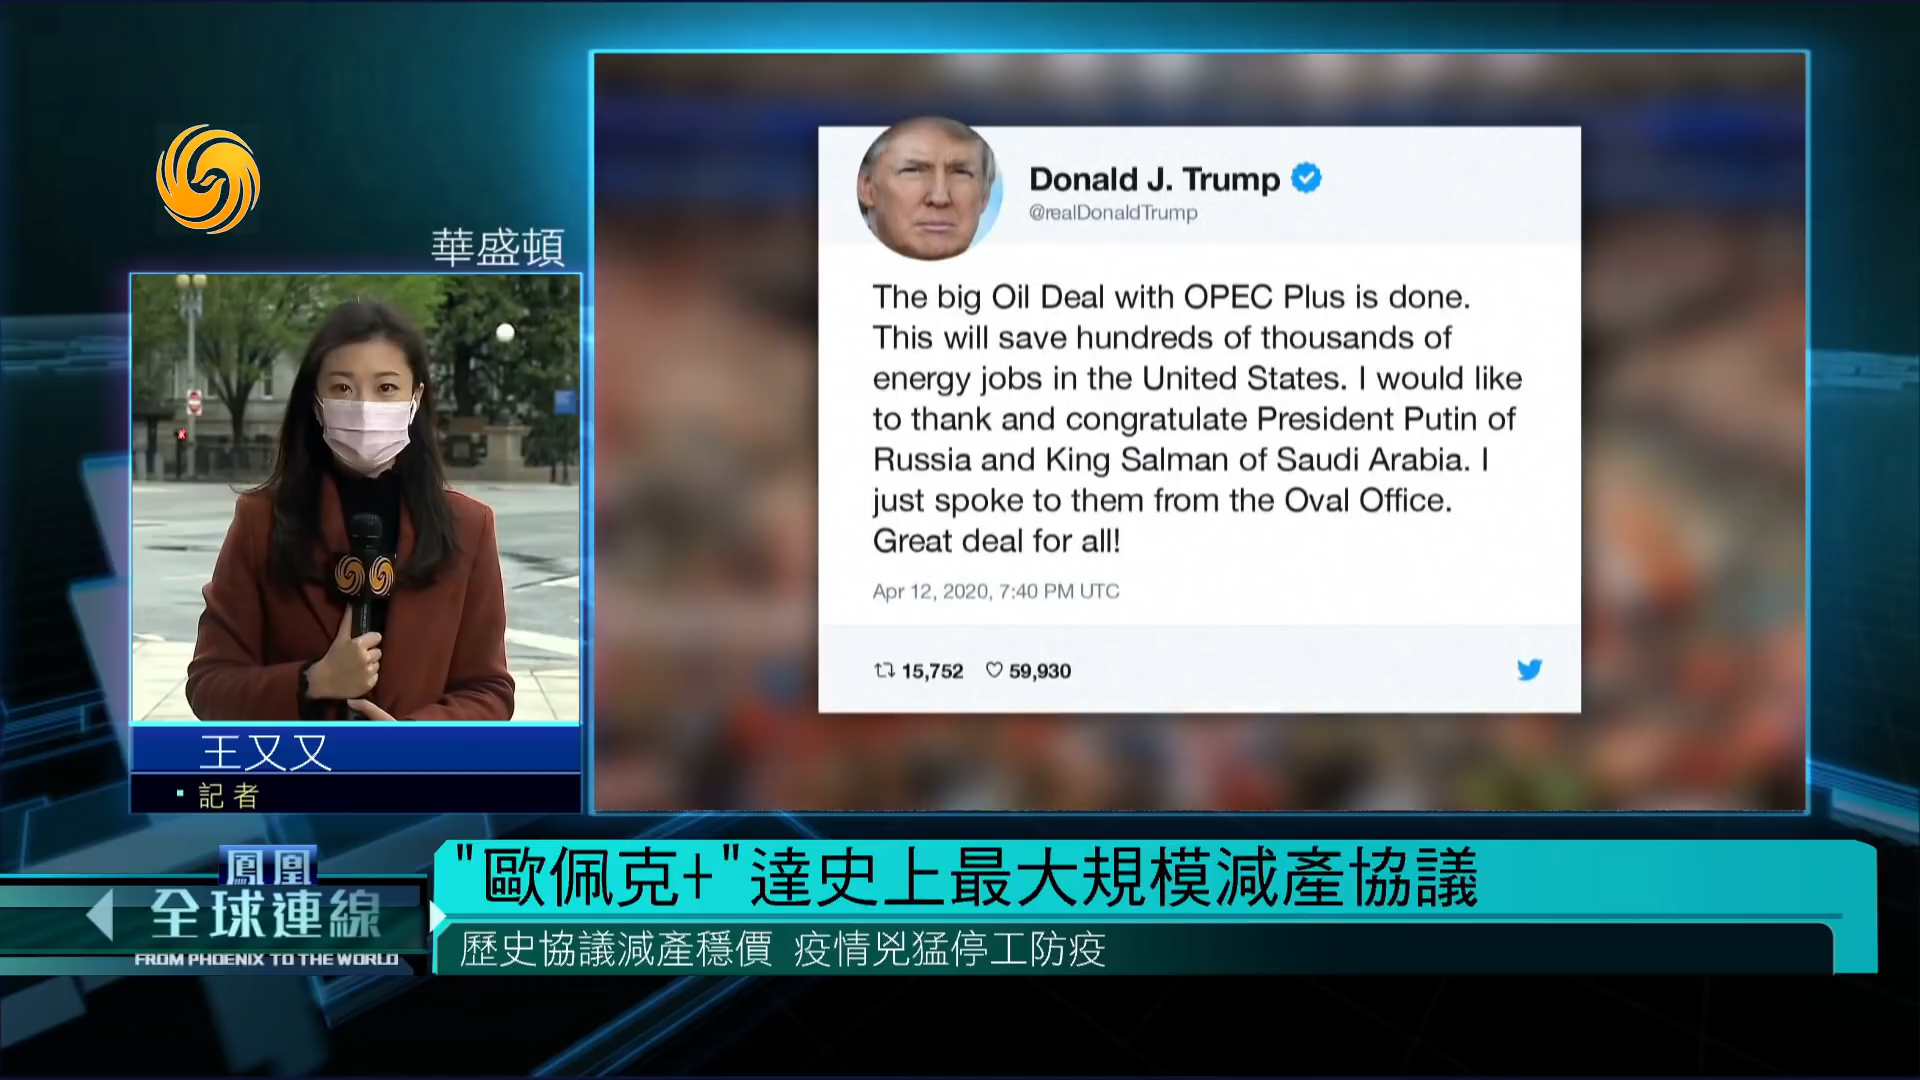 華盛頓
王又又
記者
Donald J. Trump
@realDonaldTrump
The big Oil Deal with OPEC Plus is done.
This will save hundreds of thousands of
energy jobs in the United States. I would like
to thank and congratulate President Putin of
Russia and King Salman of Saudi Arabia. I
just spoke to them from the Oval Office.
Great deal for all!
Apr 12, 2020, 7:40 PM UTC
15,752 59,930
鳳凰
全球連線
FROM PHOENIX TO THE WORLD
"歐佩克+"達史上最大規模減產協議
歷史協議減產穩價 疫情兇猛停工防疫